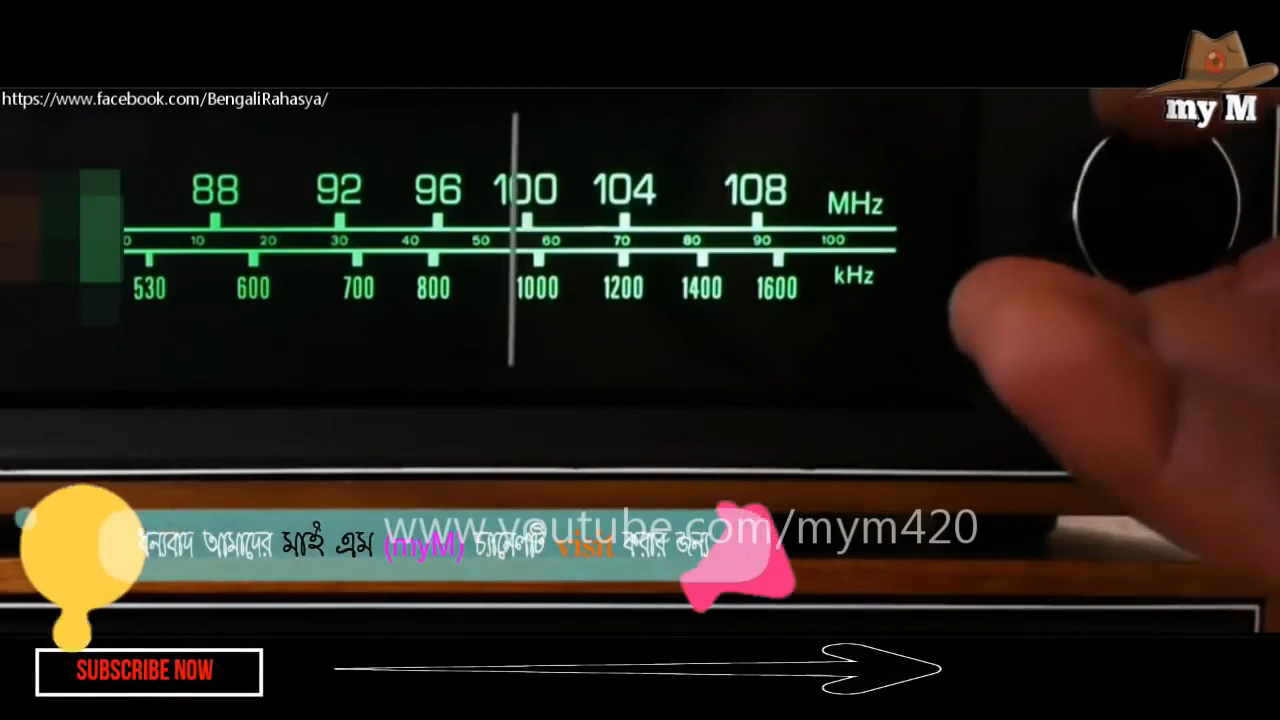 my M
https://www.facebook.com/BengaliRahasya/
88 92 96 100 104 108 MHz
0 10 20 30 40 50 60 70 80 90 100
530 600 700 800 1000 1200 1400 1600 kHz
www.youtube.com/mym420
ধন্যবাদ আমাদের মাই এম (myM) চ্যানেলটি visit করার জন্য
SUBSCRIBE NOW